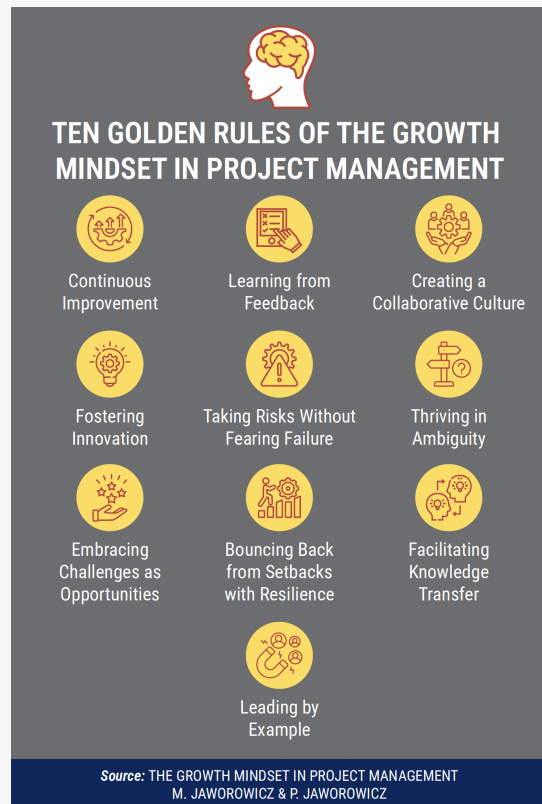 TEN GOLDEN RULES OF THE GROWTH
MINDSET IN PROJECT MANAGEMENT
Continuous
Improvement
Learning from
Feedback
Creating a
Collaborative Culture
Fostering
Innovation
Taking Risks Without
Fearing Failure
Thriving in
Ambiguity
Embracing
Challenges as
Opportunities
Bouncing Back
from Setbacks
with Resilience
Facilitating
Knowledge
Transfer
Leading by
Example
Source: THE GROWTH MINDSET IN PROJECT MANAGEMENT
M. JAWOROWICZ & P. JAWOROWICZ